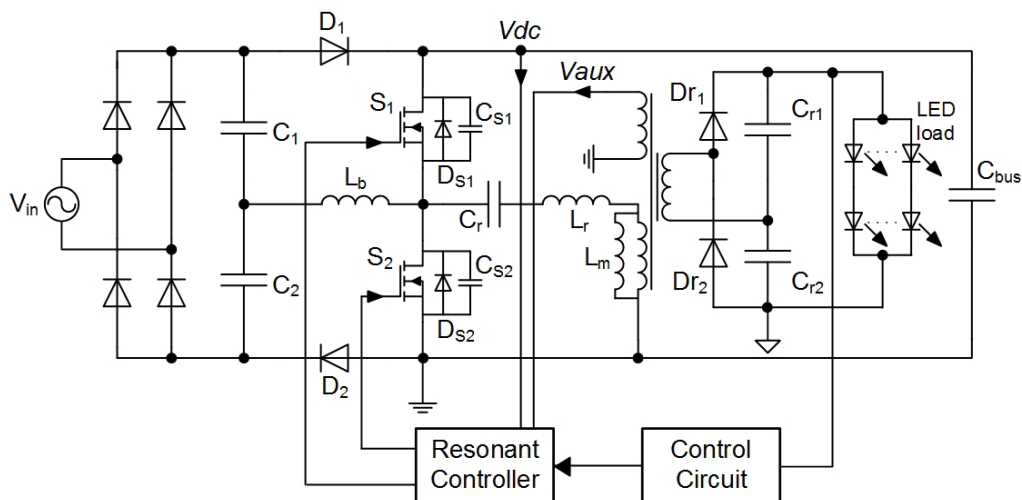 D1
Vdc
Vaux
S1
CS1
DS1
C1
Lb
Vin
Cr
Lr
Lm
S2
CS2
DS2
C2
D2
Dr1
Cr1
Dr2
Cr2
LED
load
Cbus
Resonant
Controller
Control
Circuit